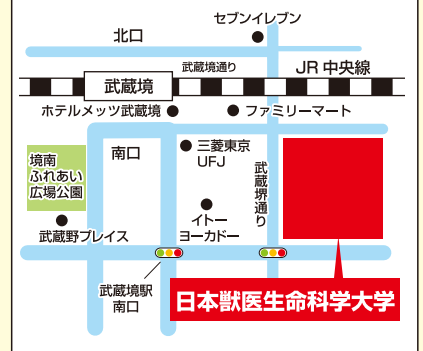 セブンイレブン
北口
武蔵境通り
JR 中央線
武蔵境
ホテルメッツ武蔵境
ファミリーマート
境南
ふれあい
広場公園
南口
三菱東京
UFJ
武蔵堺通り
イトー
ヨーカドー
武蔵野プレイス
武蔵境駅
南口
日本獣医生命科学大学